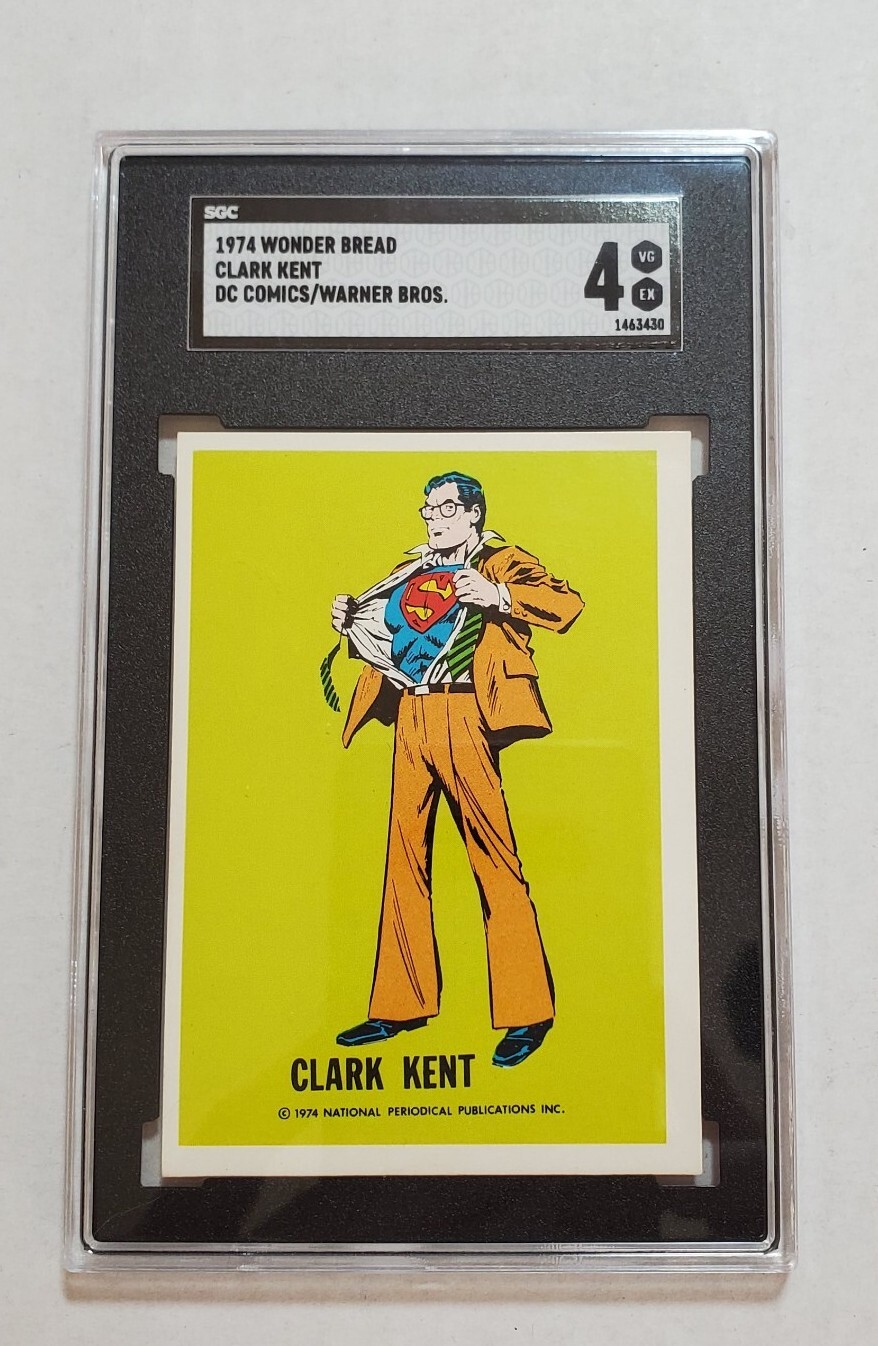 SGC
1974 WONDER BREAD
CLARK KENT
DC COMICS/WARNER BROS.
4 VG
EX
1463430
S
CLARK KENT
© 1974 NATIONAL PERIODICAL PUBLICATIONS INC.